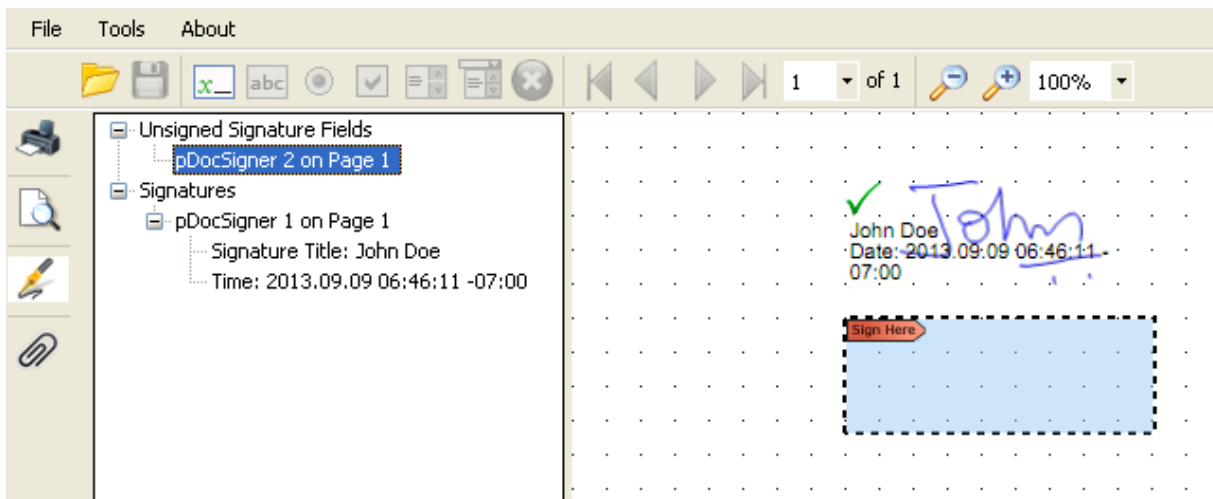 File Tools About
x_ abc 1 of 1 100%
Unsigned Signature Fields
pDocSigner 2 on Page 1
Signatures
pDocSigner 1 on Page 1
Signature Title: John Doe
Time: 2013.09.09 06:46:11 -07:00
John
John Doe
Date: 2013.09.09 06:46:11 -
07:00
Sign Here